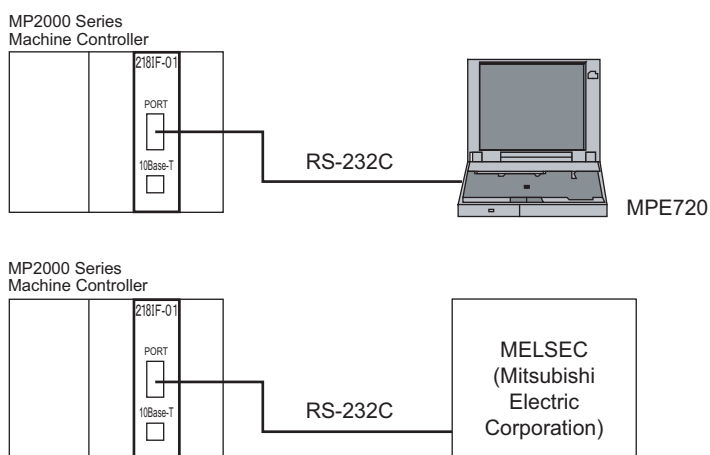 MP2000 Series
Machine Controller
218IF-01
PORT
10Base-T
RS-232C
MPE720
MP2000 Series
Machine Controller
218IF-01
PORT
10Base-T
RS-232C
MELSEC
(Mitsubishi
Electric
Corporation)